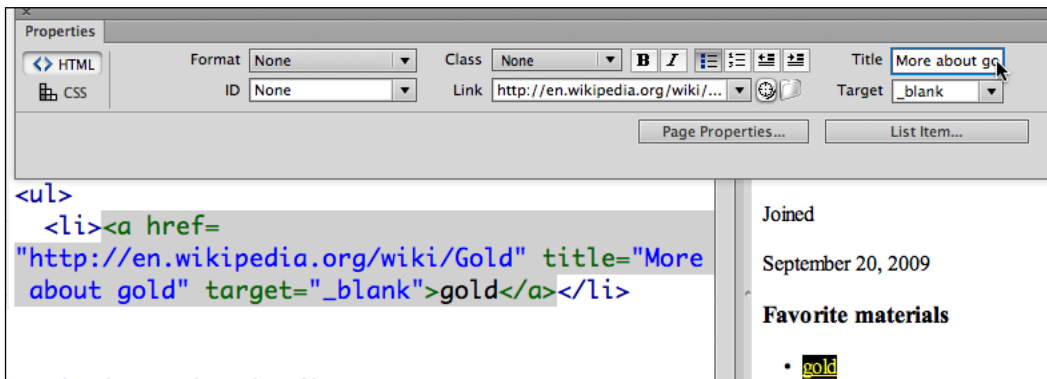 Properties
<> HTML
Format None
Class None
B I
Title More about go
CSS
ID None
Link http://en.wikipedia.org/wiki/...
Target _blank
Page Properties...
List Item...
<ul>
<li><a href=
"http://en.wikipedia.org/wiki/Gold" title="More
about gold" target="_blank">gold</a></li>
Joined
September 20, 2009
Favorite materials
• gold